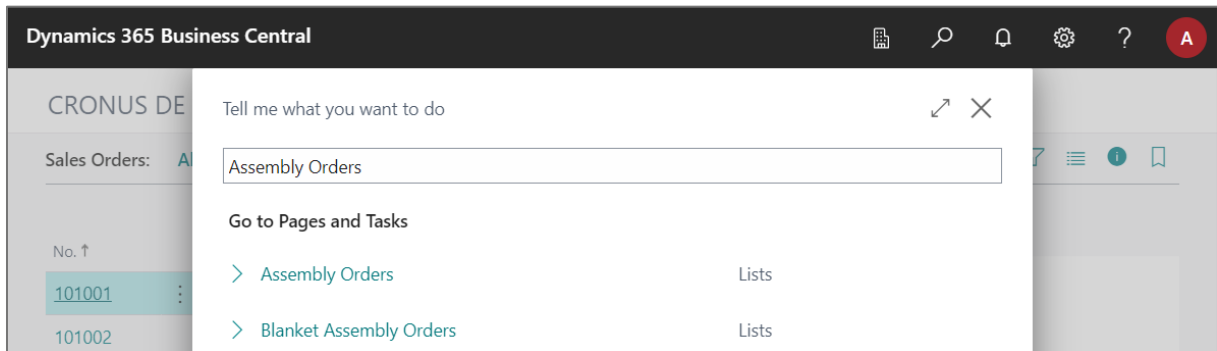 Dynamics 365 Business Central
?
A
CRONUS DE
Tell me what you want to do
Sales Orders:
Assembly Orders
Go to Pages and Tasks
No. ↑
Assembly Orders Lists
101001
Blanket Assembly Orders Lists
101002